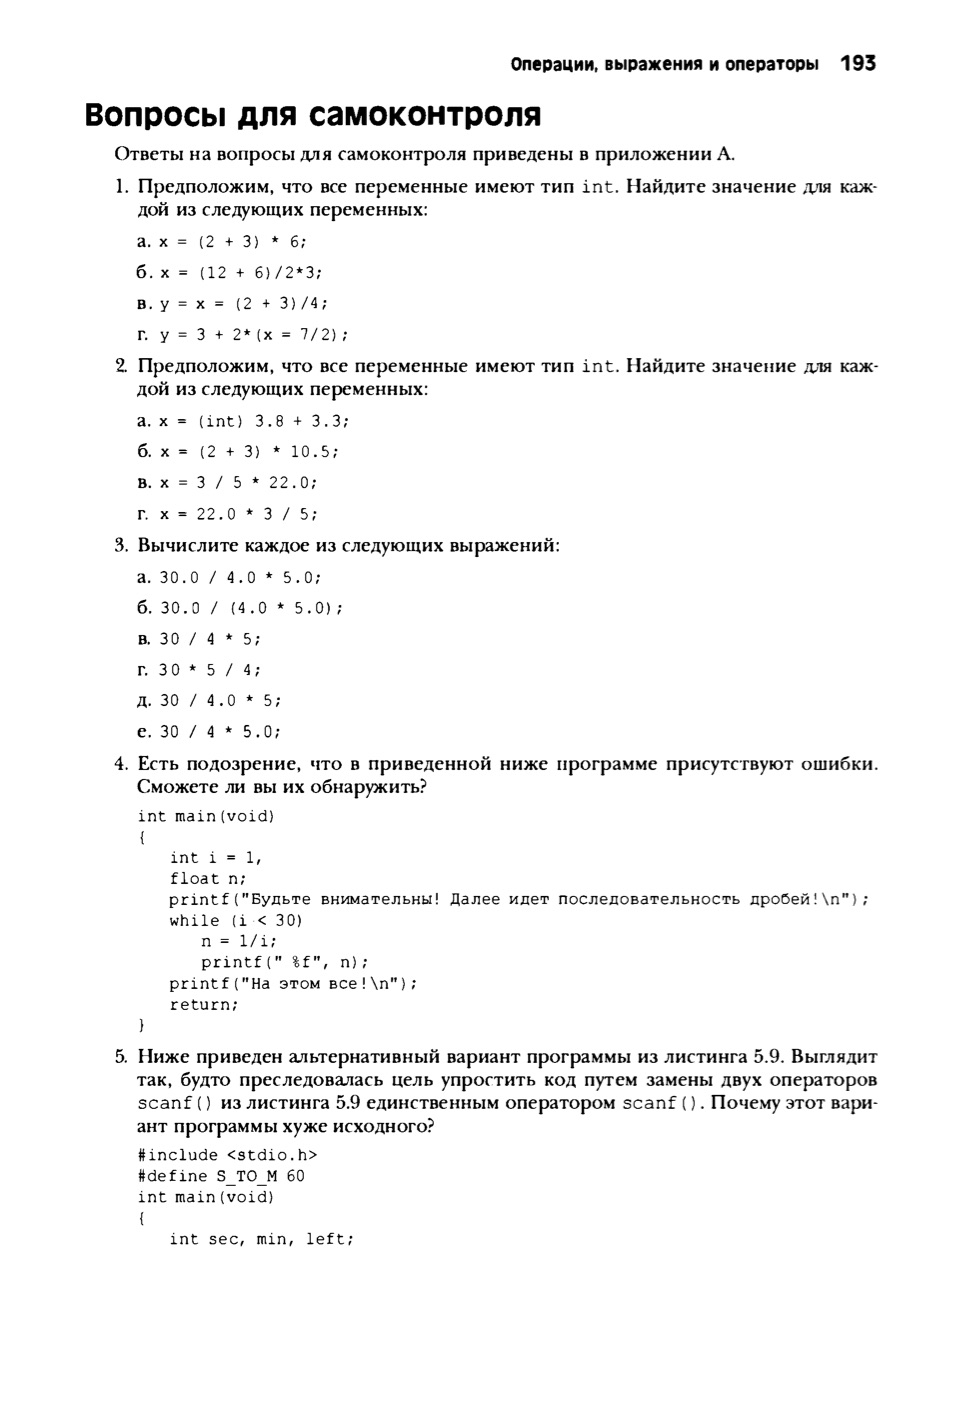 Операции, выражения и операторы 193
Вопросы для самоконтроля
Ответы на вопросы для самоконтроля приведены в приложении А.
1. Предположим, что все переменные имеют тип int. Найдите значение для каж-
дой из следующих переменных:
а. x = (2 + 3) * 6;
б. x = (12 + 6)/2*3;
в. y = x = (2 + 3)/4;
г. y = 3 + 2*(x = 7/2);
2. Предположим, что все переменные имеют тип int. Найдите значение для каж-
дой из следующих переменных:
а. x = (int) 3.8 + 3.3;
б. x = (2 + 3) * 10.5;
в. x = 3 / 5 * 22.0;
г. x = 22.0 * 3 / 5;
3. Вычислите каждое из следующих выражений:
а. 30.0 / 4.0 * 5.0;
б. 30.0 / (4.0 * 5.0);
в. 30 / 4 * 5;
г. 30 * 5 / 4;
д. 30 / 4.0 * 5;
е. 30 / 4 * 5.0;
4. Есть подозрение, что в приведенной ниже программе присутствуют ошибки.
Сможете ли вы их обнаружить?
int main(void)
{
int i = 1,
float n;
printf("Будьте внимательны! Далее идет последовательность дробей!\n");
while (i < 30)
n = 1/i;
printf(" %f", n);
printf("На этом все!\n");
return;
}
5. Ниже приведен альтернативный вариант программы из листинга 5.9. Выглядит
так, будто преследовалась цель упростить код путем замены двух операторов
scanf() из листинга 5.9 единственным оператором scanf(). Почему этот вари-
ант программы хуже исходного?
#include <stdio.h>
#define S_TO_M 60
int main(void)
{
int sec, min, left;